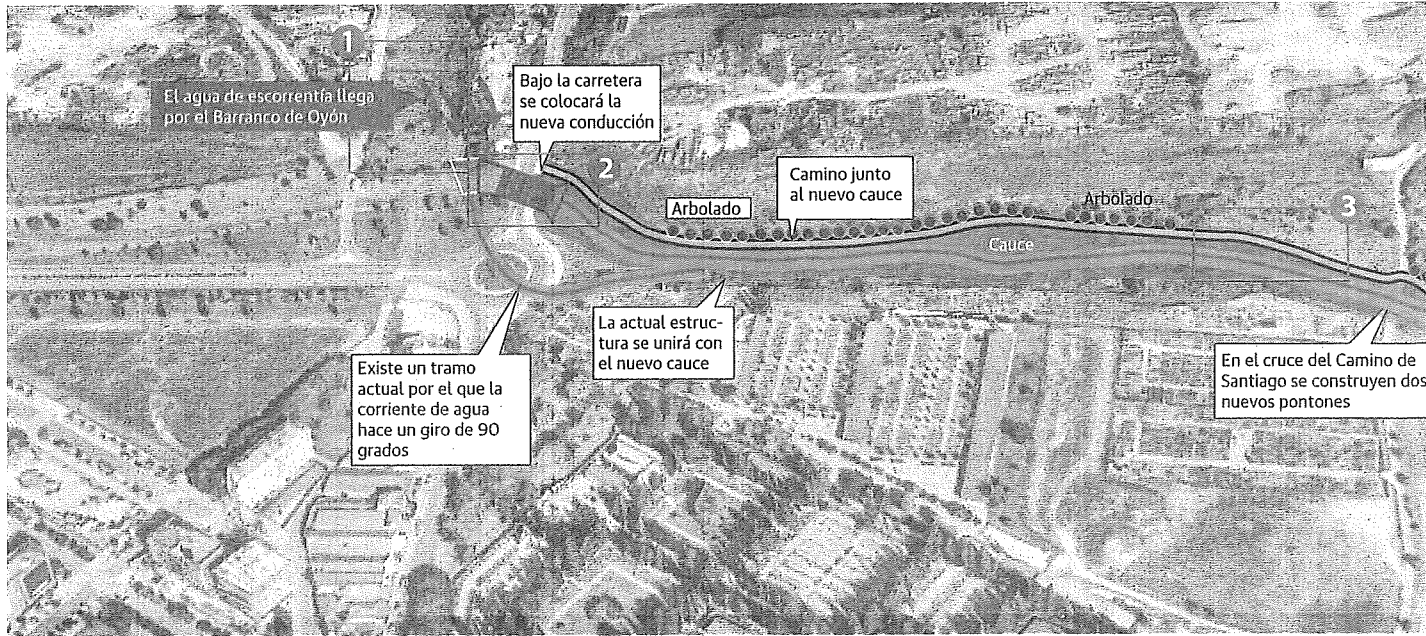 1
El agua de escorrentía llega
por el Barranco de Oyón
Bajo la carretera
se colocará la
nueva conducción
2
Arbolado
Camino junto
al nuevo cauce
Arbolado
3
Cauce
La actual estruc-
tura se unirá con
el nuevo cauce
Existe un tramo
actual por el que la
corriente de agua
hace un giro de 90
grados
En el cruce del Camino de
Santiago se construyen dos
nuevos pontones